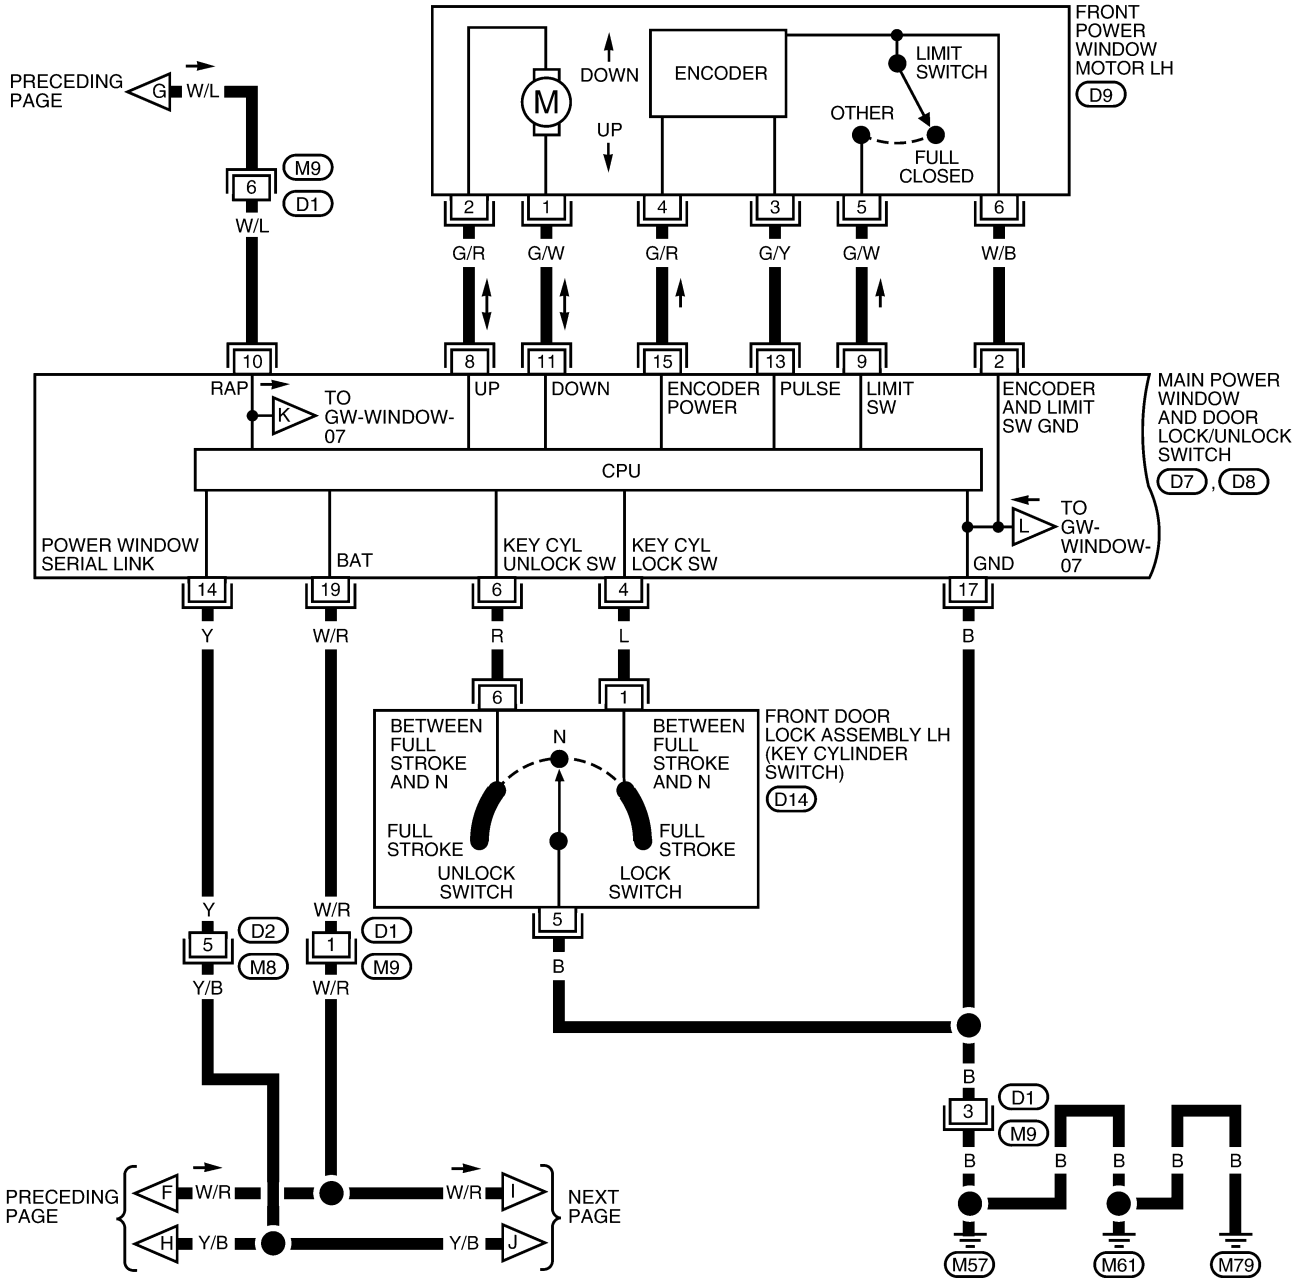 FRONT
POWER
WINDOW
MOTOR LH
D9
ENCODER
DOWN
UP
M
LIMIT
SWITCH
OTHER
FULL
CLOSED
PRECEDING
PAGE
G
W/L
6
M9
D1
W/L
2
1
4
3
5
6
G/R
G/W
G/R
G/Y
G/W
W/B
10
8
11
15
13
9
2
RAP
K
TO
GW-WINDOW-
07
UP
DOWN
ENCODER
POWER
PULSE
LIMIT
SW
ENCODER
AND LIMIT
SW GND
MAIN POWER
WINDOW
AND DOOR
LOCK/UNLOCK
SWITCH
D7 , D8
CPU
L
TO
GW-
WINDOW-
07
POWER WINDOW
SERIAL LINK
BAT
KEY CYL
UNLOCK SW
KEY CYL
LOCK SW
GND
14
19
6
4
17
Y
W/R
R
L
B
6
1
BETWEEN
FULL
STROKE
AND N
N
BETWEEN
FULL
STROKE
AND N
FULL
STROKE
FULL
STROKE
UNLOCK
SWITCH
LOCK
SWITCH
FRONT DOOR
LOCK ASSEMBLY LH
(KEY CYLINDER
SWITCH)
D14
5
B
Y
W/R
5
D2
M8
1
D1
M9
Y/B
W/R
B
3
D1
M9
B
B
B
B
B
PRECEDING
PAGE
F
W/R
W/R
I
H
Y/B
Y/B
J
NEXT
PAGE
M57
M61
M79